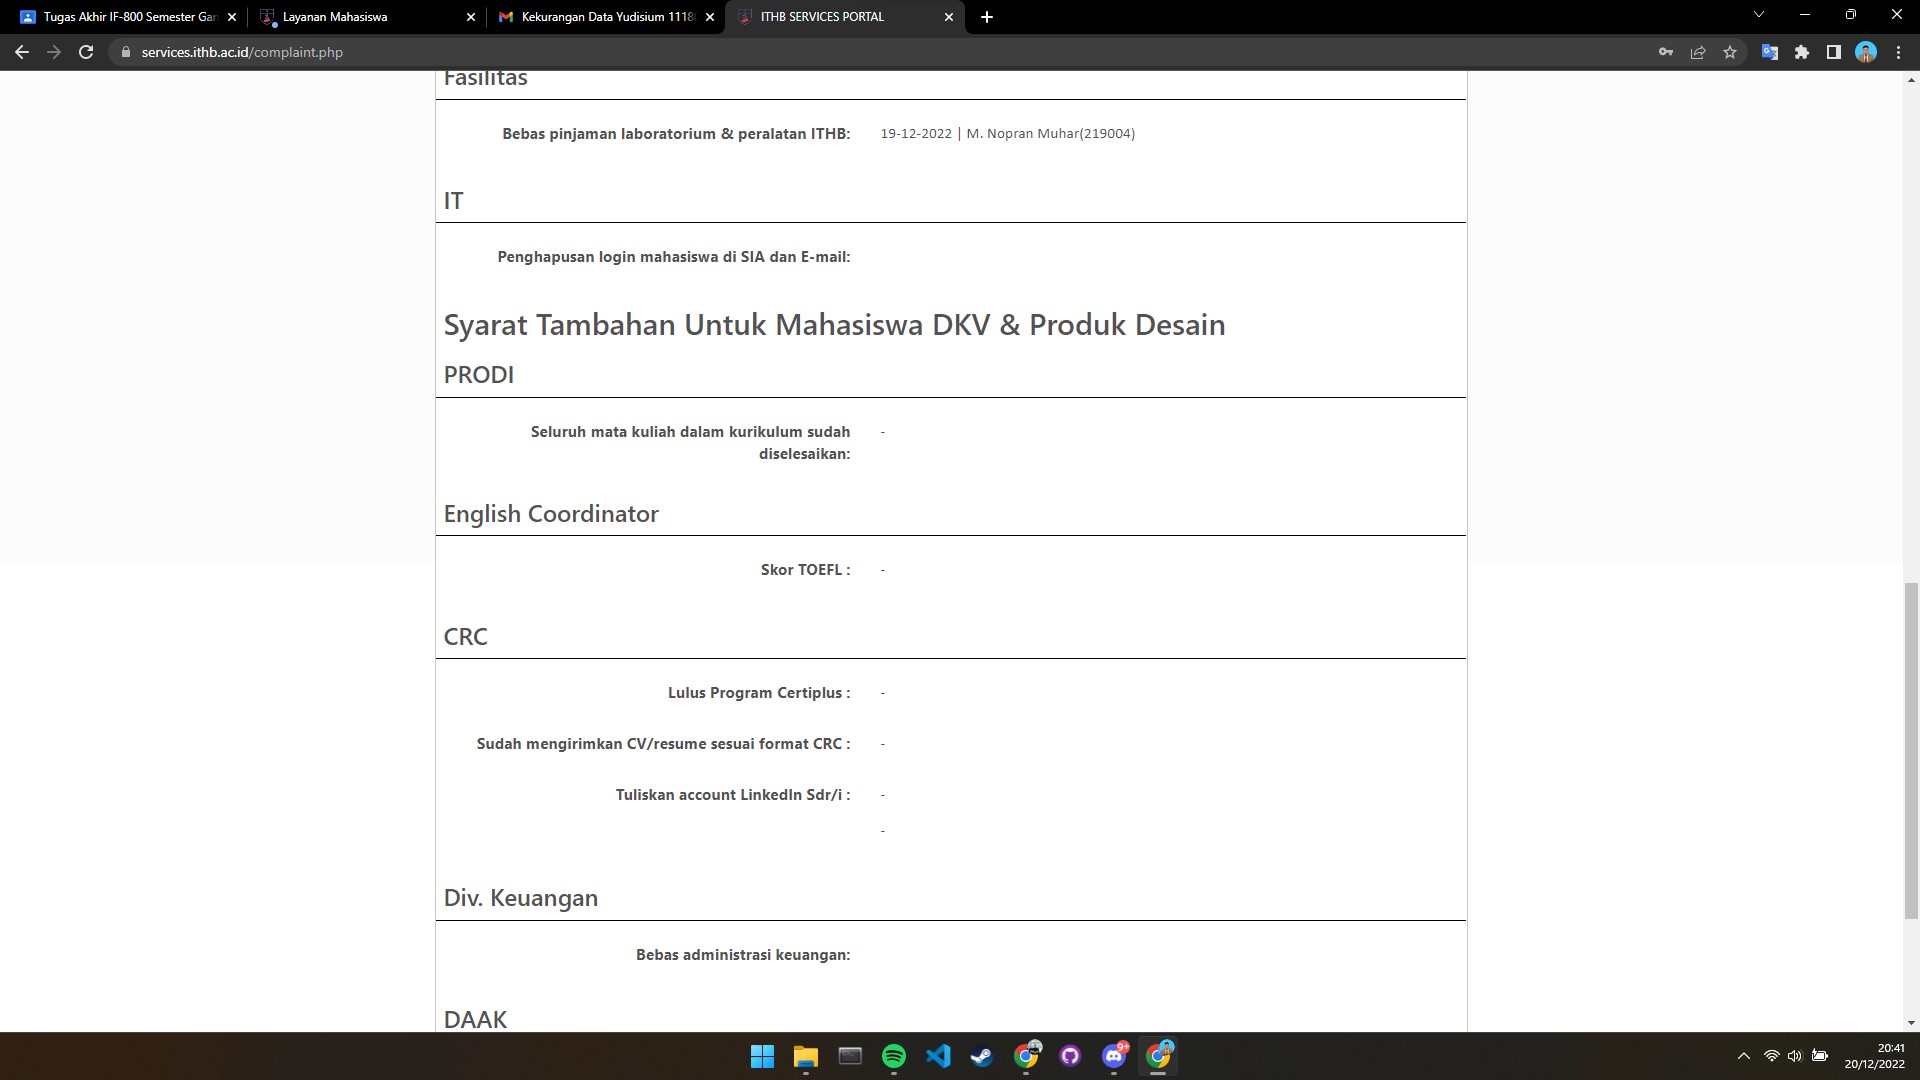 Tugas Akhir IF-800 Semester Gan
Layanan Mahasiswa
Kekurangan Data Yudisium 1118
ITHB SERVICES PORTAL
services.ithb.ac.id/complaint.php
Fasilitas
Bebas pinjaman laboratorium & peralatan ITHB: 19-12-2022 | M. Nopran Muhar(219004)
IT
Penghapusan login mahasiswa di SIA dan E-mail:
Syarat Tambahan Untuk Mahasiswa DKV & Produk Desain
PRODI
Seluruh mata kuliah dalam kurikulum sudah -
diselesaikan:
English Coordinator
Skor TOEFL : -
CRC
Lulus Program Certiplus : -
Sudah mengirimkan CV/resume sesuai format CRC : -
Tuliskan account LinkedIn Sdr/i : -
-
Div. Keuangan
Bebas administrasi keuangan:
DAAK
9+
20:41
20/12/2022